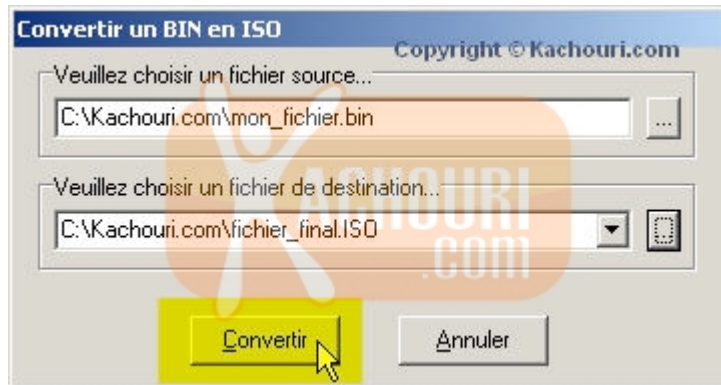 Convertir un BIN en ISO
Copyright © Kachouri.com
Veuillez choisir un fichier source...
C:\Kachouri.com\mon_fichier.bin
...
Veuillez choisir un fichier de destination...
C:\Kachouri.com\fichier_final.ISO
KACHOURI
.com
Convertir
Annuler